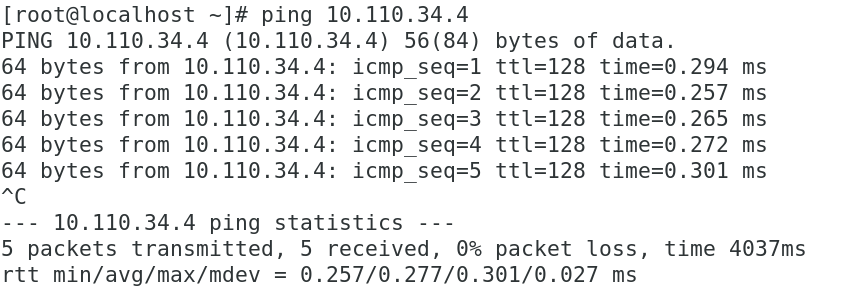 [root@localhost ~]# ping 10.110.34.4
PING 10.110.34.4 (10.110.34.4) 56(84) bytes of data.
64 bytes from 10.110.34.4: icmp_seq=1 ttl=128 time=0.294 ms
64 bytes from 10.110.34.4: icmp_seq=2 ttl=128 time=0.257 ms
64 bytes from 10.110.34.4: icmp_seq=3 ttl=128 time=0.265 ms
64 bytes from 10.110.34.4: icmp_seq=4 ttl=128 time=0.272 ms
64 bytes from 10.110.34.4: icmp_seq=5 ttl=128 time=0.301 ms
^C
--- 10.110.34.4 ping statistics ---
5 packets transmitted, 5 received, 0% packet loss, time 4037ms
rtt min/avg/max/mdev = 0.257/0.277/0.301/0.027 ms